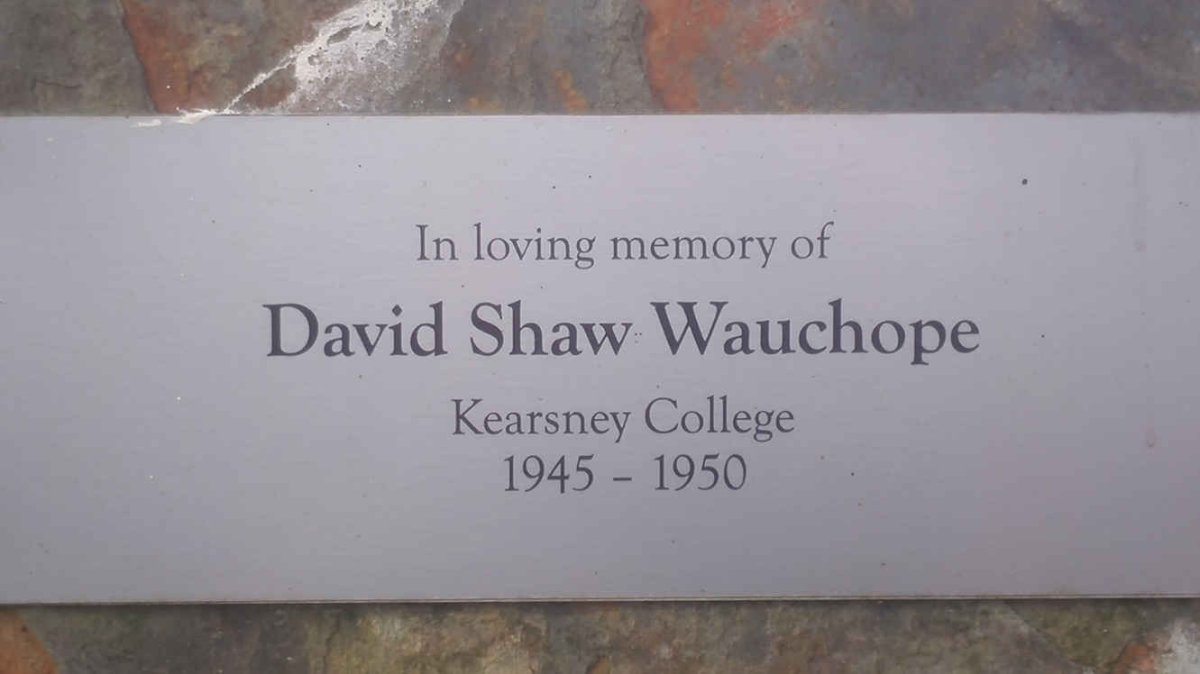 In loving memory of
David Shaw Wauchope
Kearsney College
1945 – 1950